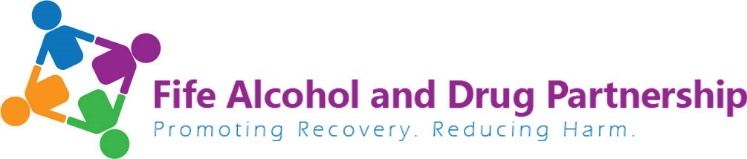 Fife Alcohol and Drug Partnership
Promoting Recovery. Reducing Harm.